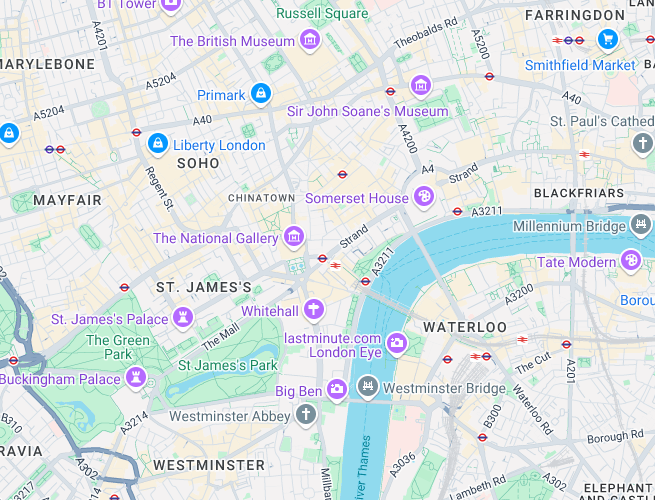 BT Tower
Russell Square
FARRINGDON
The British Museum
Theobalds Rd
A5201
A5200
MARYLEBONE
Smithfield Market
A5204
A5204
Primark
A40
A40
Sir John Soane's Museum
St. Paul's Cathed
Liberty London
SOHO
A4200
A4
Strand
Regent St.
CHINATOWN
Somerset House
BLACKFRIARS
MAYFAIR
A3211
Millennium Bridge
The National Gallery
Strand
A3211
Tate Modern
ST. JAMES'S
A3200
Borou
St. James's Palace
Whitehall
The Mall
WATERLOO
The Green
Park
lastminute.com
London Eye
The Cut
St James's Park
A201
Buckingham Palace
Big Ben
Westminster Bridge
Waterloo Rd
B310
A3214
Westminster Abbey
B300
Borough Rd
RAVIA
A302
WESTMINSTER
A3036
A302
Millba
iver Thames
Lambeth Rd
B3217
ELEPHANT
AND CASTLE